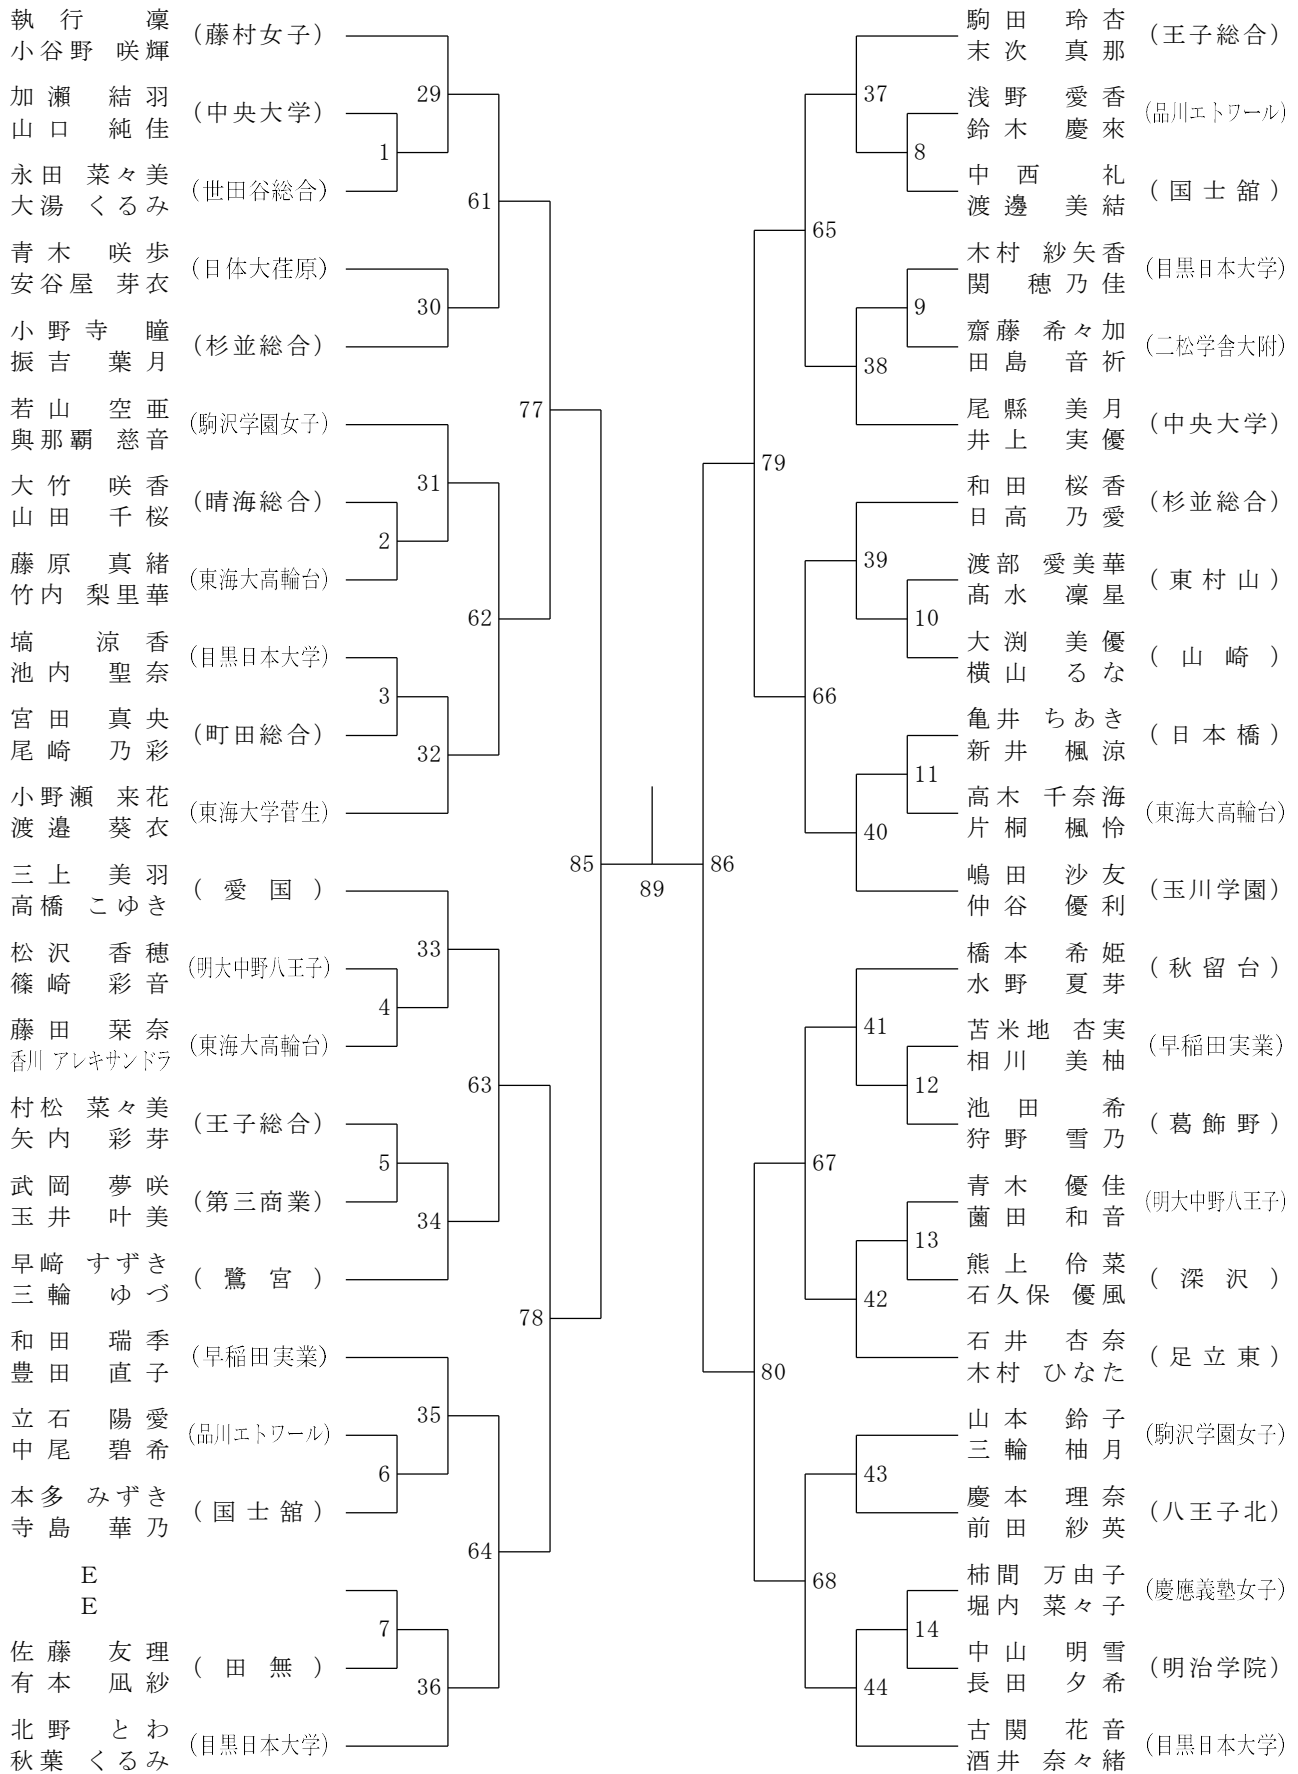 執行 凜
小谷野 咲輝
(藤村女子)
加瀬 結羽
山口 純佳
(中央大学)
永田 菜々美
大湯 くるみ
(世田谷総合)
青木 咲歩
安谷屋 芽衣
(日体大荏原)
小野寺 瞳
振吉 葉月
(杉並総合)
若山 空亜
與那覇 慈音
(駒沢学園女子)
大竹 咲香
山田 千桜
(晴海総合)
藤原 真緒
竹内 梨里華
(東海大高輪台)
塙 涼香
池内 聖奈
(目黒日本大学)
宮田 真央
尾崎 乃彩
(町田総合)
小野瀬 来花
渡邉 葵衣
(東海大学菅生)
三上 美羽
高橋 こゆき
(愛国)
松沢 香穂
篠崎 彩音
(明大中野八王子)
藤田 栞奈
香川 アレキサンドラ
(東海大高輪台)
村松 菜々美
矢内 彩芽
(王子総合)
武岡 夢咲
玉井 叶美
(第三商業)
早﨑 すずき
三輪 ゆづ
(鷺宮)
和田 瑞季
豊田 直子
(早稲田実業)
立石 陽愛
中尾 碧希
(品川エトワール)
本多 みずき
寺島 華乃
(国士舘)
E
E
佐藤 友理
有本 凪紗
(田無)
北野 とわ
秋葉 くるみ
(目黒日本大学)
29
1
61
30
77
31
2
62
3
32
85
33
4
63
5
34
78
35
6
64
7
36
89
86
37
8
65
9
38
79
39
10
66
11
40
41
12
67
13
42
80
43
68
14
44
駒田 玲杏
末次 真那
(王子総合)
浅野 愛香
鈴木 慶來
(品川エトワール)
中西 礼
渡邊 美結
(国士舘)
木村 紗矢香
関 穂乃佳
(目黒日本大学)
齋藤 希々加
田島 音祈
(二松学舎大附)
尾縣 美月
井上 実優
(中央大学)
和田 桜香
日高 乃愛
(杉並総合)
渡部 愛美華
髙水 凜星
(東村山)
大渕 美優
横山 るな
(山崎)
亀井 ちあき
新井 楓涼
(日本橋)
高木 千奈海
片桐 楓怜
(東海大高輪台)
嶋田 沙友
仲谷 優利
(玉川学園)
橋本 希姫
水野 夏芽
(秋留台)
苫米地 杏実
相川 美柚
(早稲田実業)
池田 希
狩野 雪乃
(葛飾野)
青木 優佳
薗田 和音
(明大中野八王子)
熊上 伶菜
石久保 優風
(深沢)
石井 杏奈
木村 ひなた
(足立東)
山本 鈴子
三輪 柚月
(駒沢学園女子)
慶本 理奈
前田 紗英
(八王子北)
柿間 万由子
堀内 菜々子
(慶應義塾女子)
中山 明雪
長田 夕希
(明治学院)
古関 花音
酒井 奈々緒
(目黒日本大学)